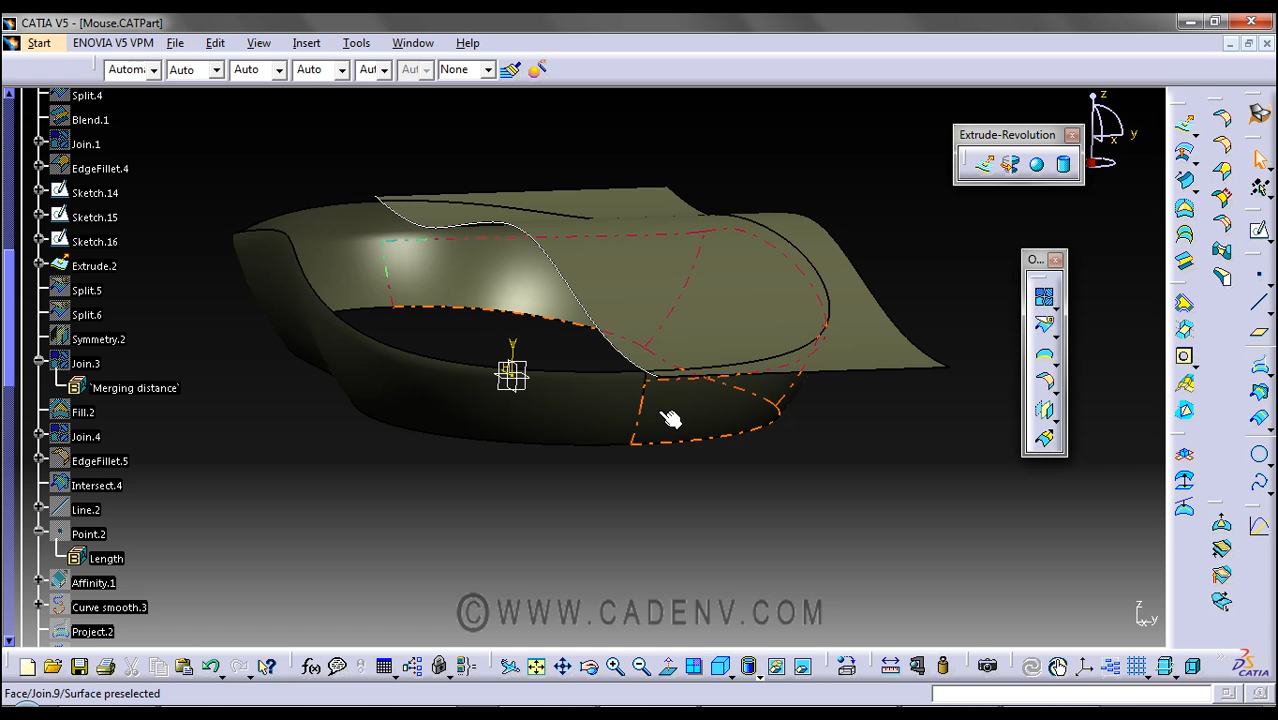 CATIA V5 - [Mouse.CATPart]
Start ENOVIA V5 VPM File Edit View Insert Tools Window Help
Automa Auto Auto Auto Aut Aut None
Split.4
Blend.1
Join.1
EdgeFillet.4
Sketch.14
Sketch.15
Sketch.16
Extrude.2
Split.5
Split.6
Symmetry.2
Join.3
`Merging distance`
Fill.2
Join.4
EdgeFillet.5
Intersect.4
Line.2
Point.2
Length
Affinity.1
Curve smooth.3
Project.2
Extrude-Revolution
O...
z
y
x
V
z
y
x
©WWW.CADENV.COM
f(x)
CATIA
Face/Join.9/Surface preselected